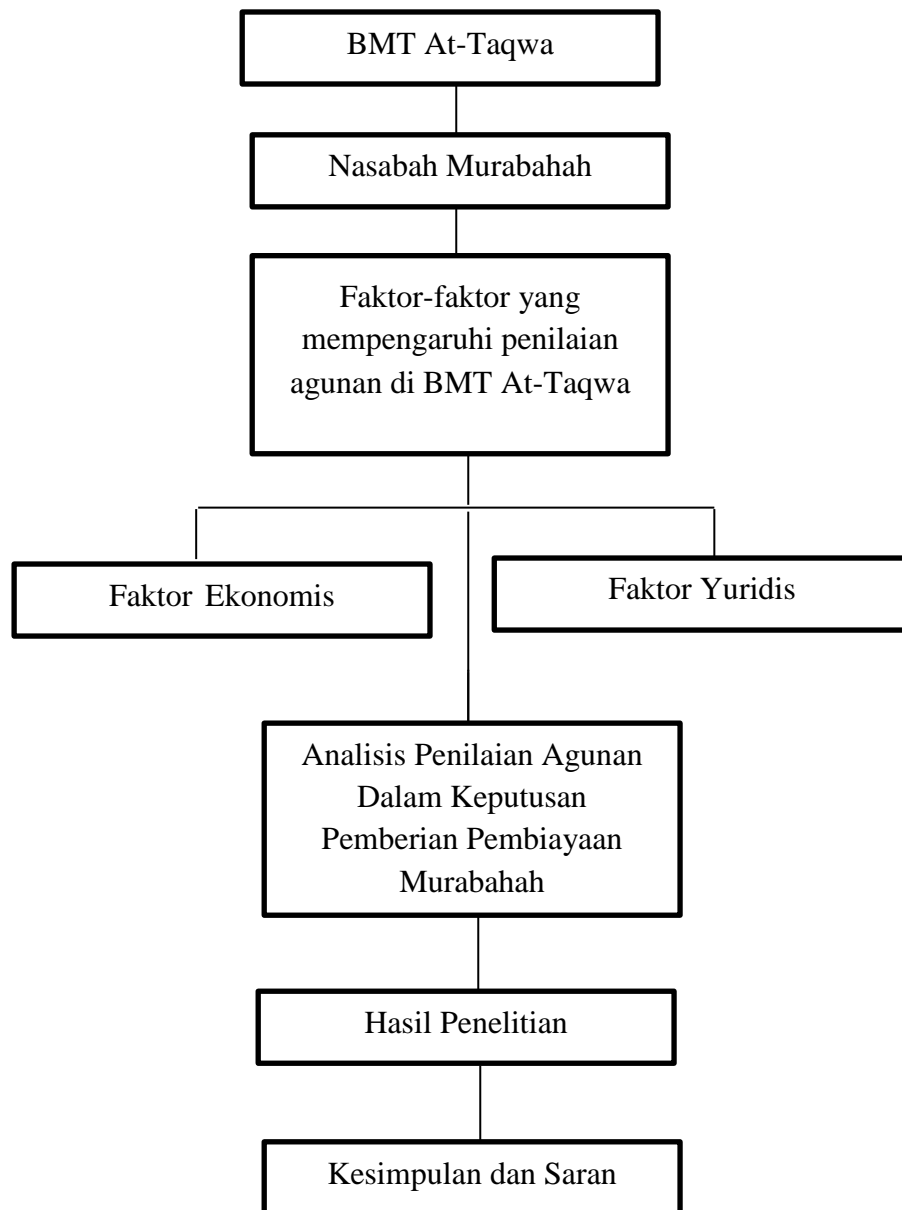 BMT At-Taqwa
Nasabah Murabahah
Faktor-faktor yang
mempengaruhi penilaian
agunan di BMT At-Taqwa
Faktor Ekonomis
Faktor Yuridis
Analisis Penilaian Agunan
Dalam Keputusan
Pemberian Pembiayaan
Murabahah
Hasil Penelitian
Kesimpulan dan Saran